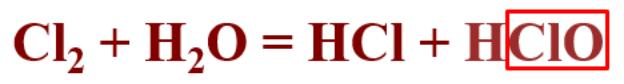 Cl₂ + H₂O = HCl + HClO